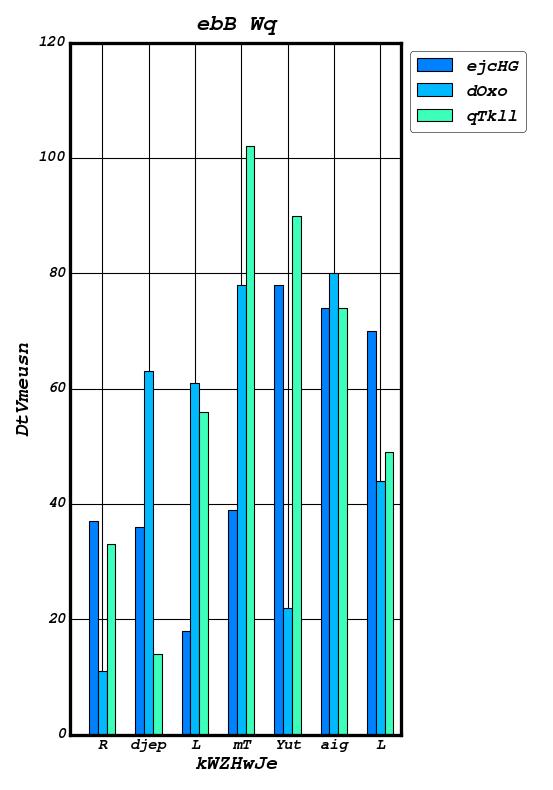 ebB Wq
ejcHG
dOxo
qTkll
DtVmeusn
120
100
80
60
40
20
0
R djep L mT Yut aig L
kWZHwJe